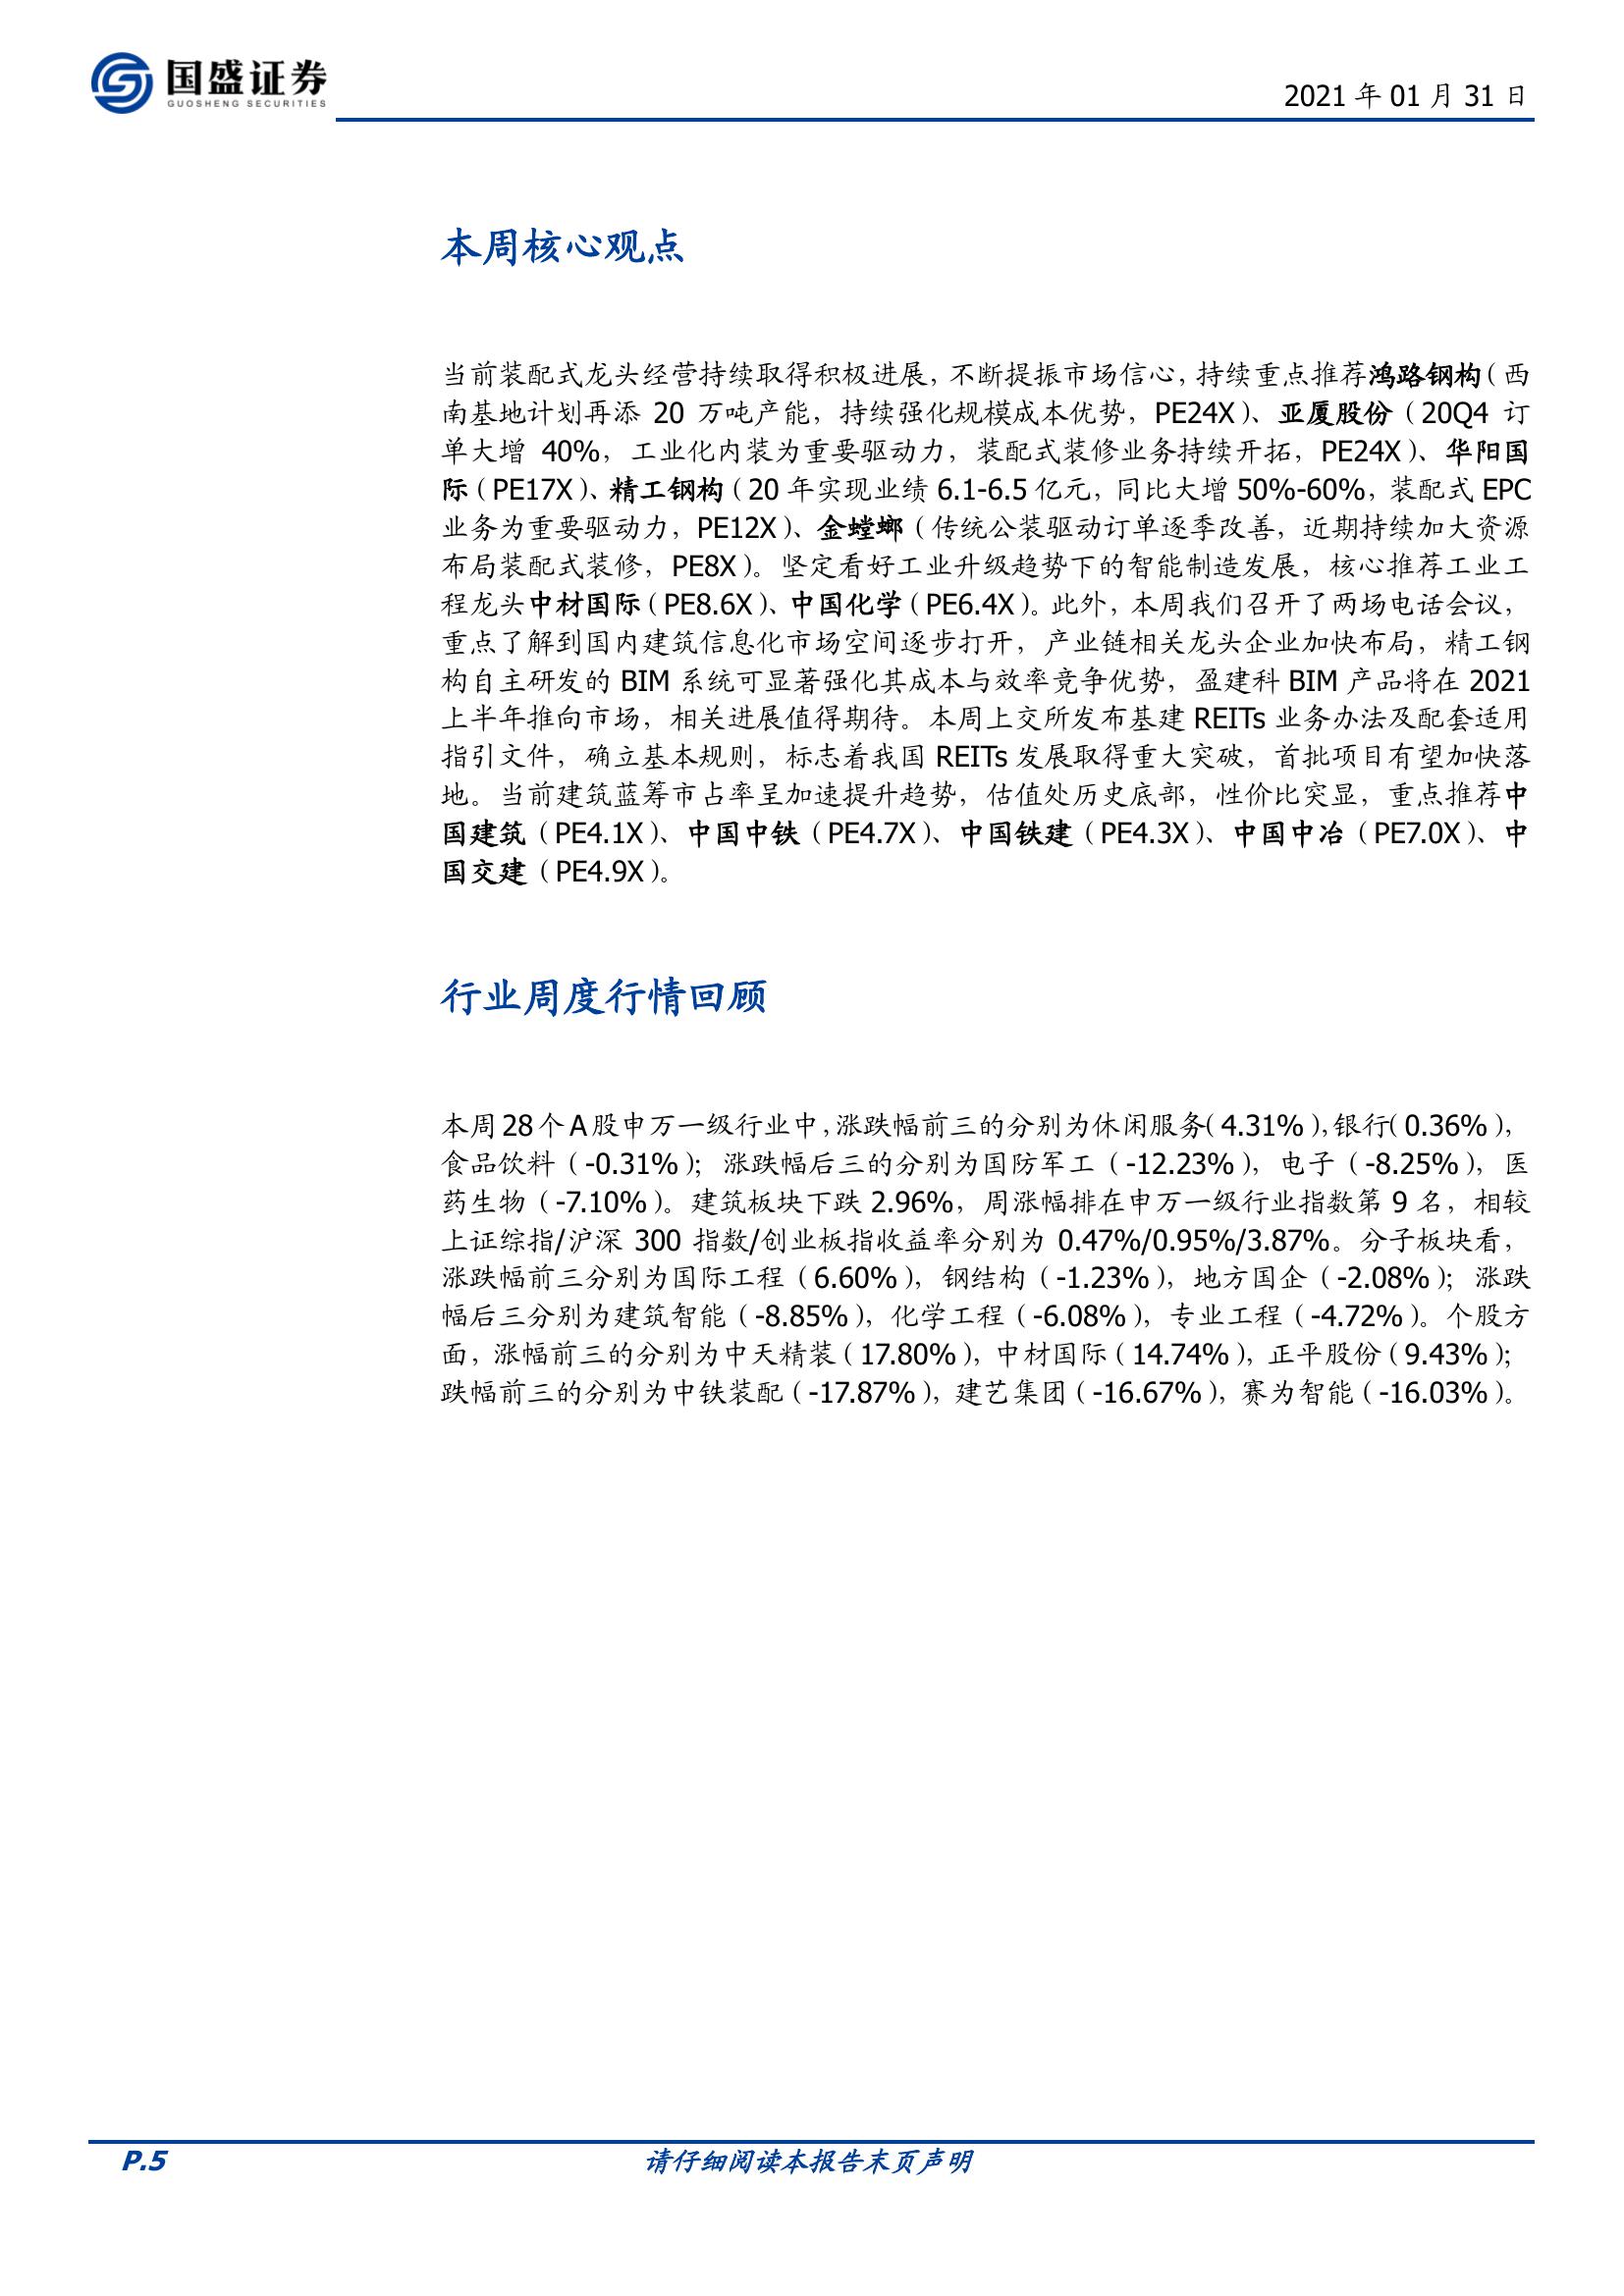 国盛证券
GUOSHENG SECURITIES
2021 年 01 月 31 日
本周核心观点
当前装配式龙头经营持续取得积极进展，不断提振市场信心，持续重点推荐鸿路钢构（西
南基地计划再添 20 万吨产能，持续强化规模成本优势，PE24X）、亚厦股份（20Q4 订
单大增 40%，工业化内装为重要驱动力，装配式装修业务持续开拓，PE24X）、华阳国
际（PE17X）、精工钢构（20 年实现业绩 6.1-6.5 亿元，同比大增 50%-60%，装配式 EPC
业务为重要驱动力，PE12X）、金螳螂（传统公装驱动订单逐季改善，近期持续加大资源
布局装配式装修，PE8X）。坚定看好工业升级趋势下的智能制造发展，核心推荐工业工
程龙头中材国际（PE8.6X）、中国化学（PE6.4X）。此外，本周我们召开了两场电话会议，
重点了解到国内建筑信息化市场空间逐步打开，产业链相关龙头企业加快布局，精工钢
构自主研发的 BIM 系统可显著强化其成本与效率竞争优势，盈建科 BIM 产品将在 2021
上半年推向市场，相关进展值得期待。本周上交所发布基建 REITs 业务办法及配套适用
指引文件，确立基本规则，标志着我国 REITs 发展取得重大突破，首批项目有望加快落
地。当前建筑蓝筹市占率呈加速提升趋势，估值处历史底部，性价比突显，重点推荐中
国建筑（PE4.1X）、中国中铁（PE4.7X）、中国铁建（PE4.3X）、中国中冶（PE7.0X）、中
国交建（PE4.9X）。
行业周度行情回顾
本周 28 个 A 股申万一级行业中，涨跌幅前三的分别为休闲服务（4.31%），银行（0.36%），
食品饮料（-0.31%）；涨跌幅后三的分别为国防军工（-12.23%），电子（-8.25%），医
药生物（-7.10%）。建筑板块下跌 2.96%，周涨幅排在申万一级行业指数第 9 名，相较
上证综指/沪深 300 指数/创业板指收益率分别为 0.47%/0.95%/3.87%。分子板块看，
涨跌幅前三分别为国际工程（6.60%），钢结构（-1.23%），地方国企（-2.08%）；涨跌
幅后三分别为建筑智能（-8.85%），化学工程（-6.08%），专业工程（-4.72%）。个股方
面，涨幅前三的分别为中天精装（17.80%），中材国际（14.74%），正平股份（9.43%）；
跌幅前三的分别为中铁装配（-17.87%），建艺集团（-16.67%），赛为智能（-16.03%）。
P.5
请仔细阅读本报告末页声明